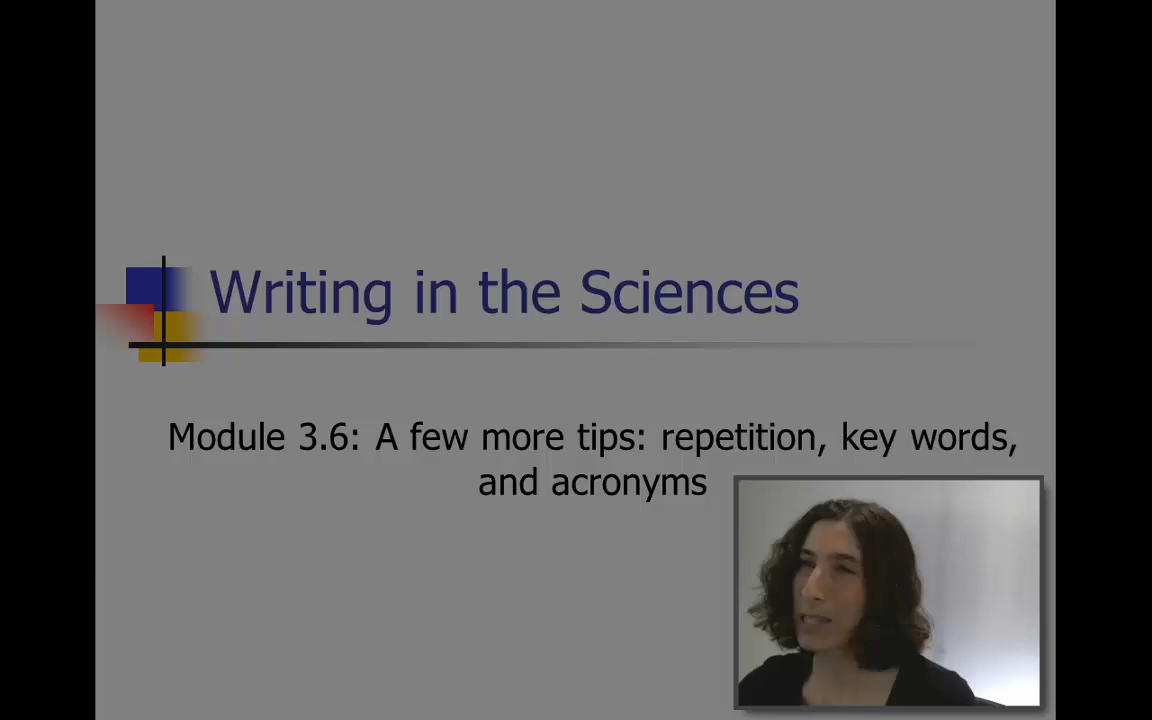 Writing in the Sciences
Module 3.6: A few more tips: repetition, key words,
and acronyms